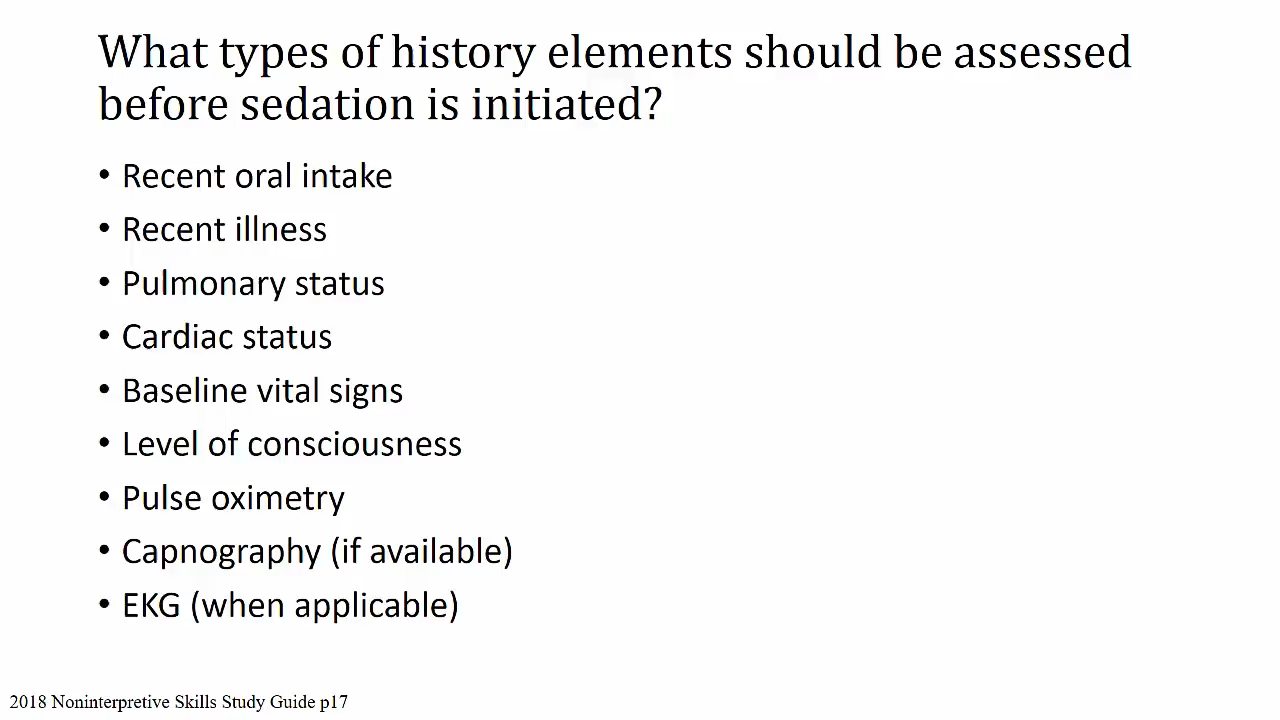 What types of history elements should be assessed
before sedation is initiated?
• Recent oral intake
• Recent illness
• Pulmonary status
• Cardiac status
• Baseline vital signs
• Level of consciousness
• Pulse oximetry
• Capnography (if available)
• EKG (when applicable)
2018 Noninterpretive Skills Study Guide p17